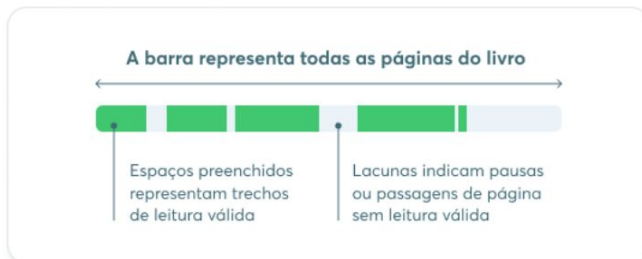 A barra representa todas as páginas do livro
Espaços preenchidos
representam trechos
de leitura válida
Lacunas indicam pausas
ou passagens de página
sem leitura válida